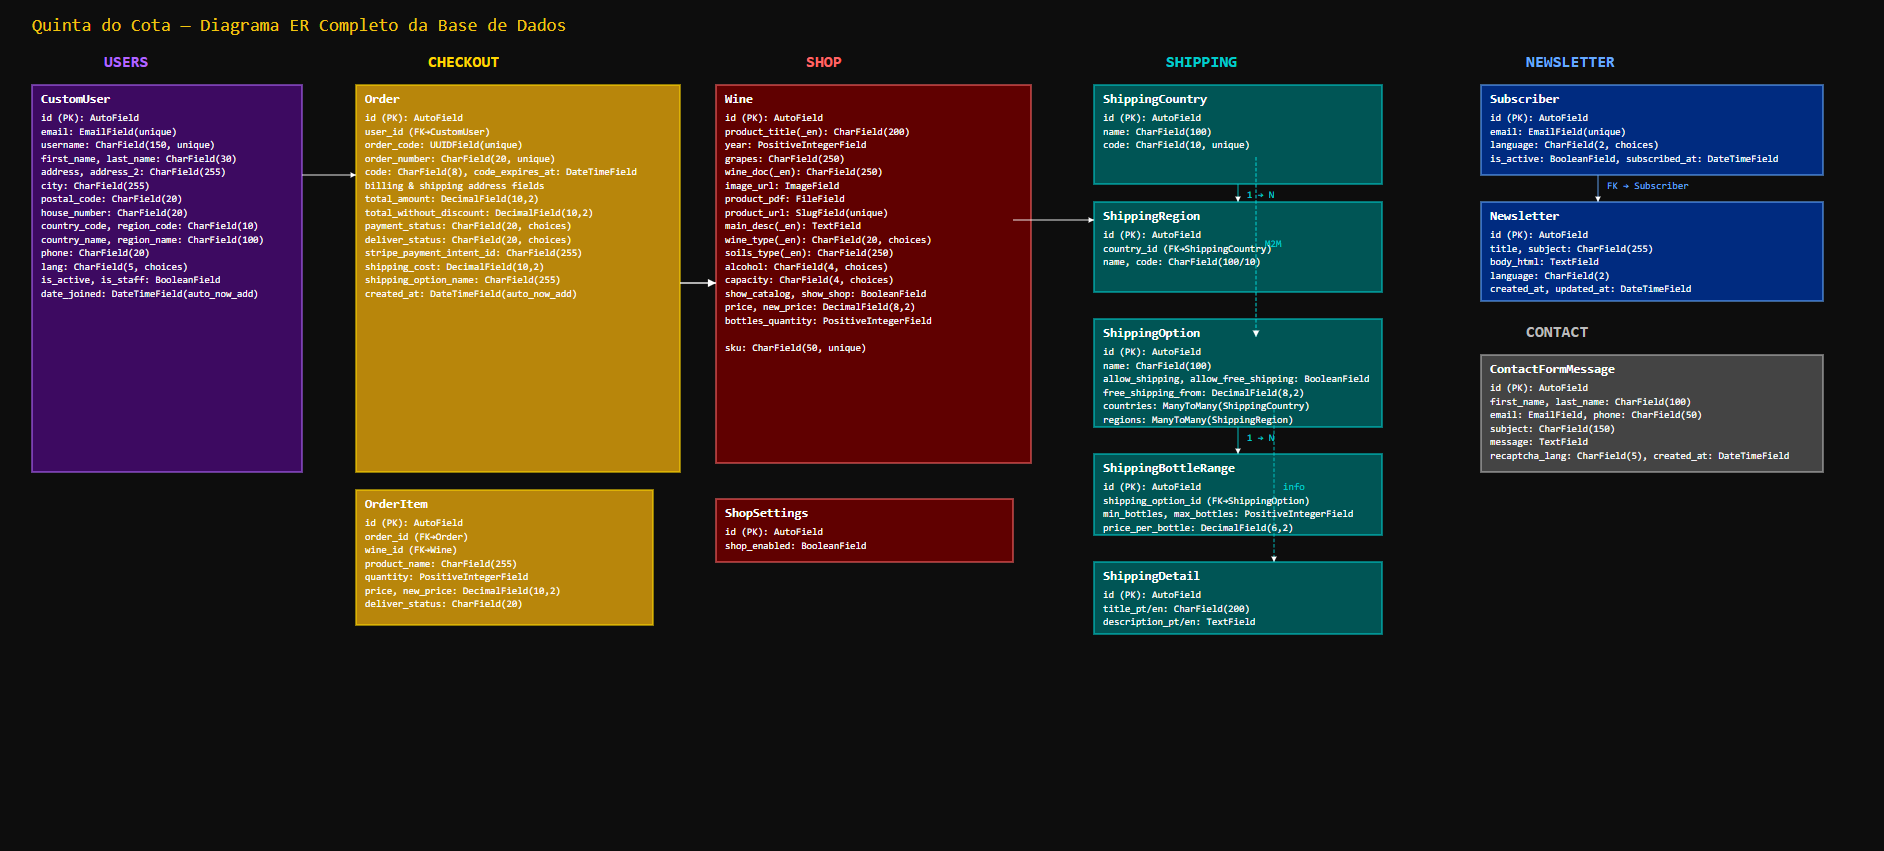 Quinta do Cota — Diagrama ER Completo da Base de Dados
USERS
CustomUser
id (PK): AutoField
email: EmailField(unique)
username: CharField(150, unique)
first_name, last_name: CharField(30)
address, address_2: CharField(255)
city: CharField(255)
postal_code: CharField(20)
house_number: CharField(20)
country_code, region_code: CharField(10)
country_name, region_name: CharField(100)
phone: CharField(20)
lang: CharField(5, choices)
is_active, is_staff: BooleanField
date_joined: DateTimeField(auto_now_add)
CHECKOUT
Order
id (PK): AutoField
user_id (FK→CustomUser)
order_code: UUIDField(unique)
order_number: CharField(20, unique)
code: CharField(8), code_expires_at: DateTimeField
billing & shipping address fields
total_amount: DecimalField(10,2)
total_without_discount: DecimalField(10,2)
payment_status: CharField(20, choices)
deliver_status: CharField(20, choices)
stripe_payment_intent_id: CharField(255)
shipping_cost: DecimalField(10,2)
shipping_option_name: CharField(255)
created_at: DateTimeField(auto_now_add)
OrderItem
id (PK): AutoField
order_id (FK→Order)
wine_id (FK→Wine)
product_name: CharField(255)
quantity: PositiveIntegerField
price, new_price: DecimalField(10,2)
deliver_status: CharField(20)
SHOP
Wine
id (PK): AutoField
product_title(_en): CharField(200)
year: PositiveIntegerField
grapes: CharField(250)
wine_doc(_en): CharField(250)
image_url: ImageField
product_pdf: FileField
product_url: SlugField(unique)
main_desc(_en): TextField
wine_type(_en): CharField(20, choices)
soils_type(_en): CharField(250)
alcohol: CharField(4, choices)
capacity: CharField(4, choices)
show_catalog, show_shop: BooleanField
price, new_price: DecimalField(8,2)
bottles_quantity: PositiveIntegerField
sku: CharField(50, unique)
ShopSettings
id (PK): AutoField
shop_enabled: BooleanField
SHIPPING
ShippingCountry
id (PK): AutoField
name: CharField(100)
code: CharField(10, unique)
1 → N
ShippingRegion
id (PK): AutoField
country_id (FK→ShippingCountry)
M2M
name, code: CharField(100/10)
ShippingOption
id (PK): AutoField
name: CharField(100)
allow_shipping, allow_free_shipping: BooleanField
free_shipping_from: DecimalField(8,2)
countries: ManyToMany(ShippingCountry)
regions: ManyToMany(ShippingRegion)
1 → N
ShippingBottleRange
id (PK): AutoField
info
shipping_option_id (FK→ShippingOption)
min_bottles, max_bottles: PositiveIntegerField
price_per_bottle: DecimalField(6,2)
ShippingDetail
id (PK): AutoField
title_pt/en: CharField(200)
description_pt/en: TextField
NEWSLETTER
Subscriber
id (PK): AutoField
email: EmailField(unique)
language: CharField(2, choices)
is_active: BooleanField, subscribed_at: DateTimeField
FK → Subscriber
Newsletter
id (PK): AutoField
title, subject: CharField(255)
body_html: TextField
language: CharField(2)
created_at, updated_at: DateTimeField
CONTACT
ContactFormMessage
id (PK): AutoField
first_name, last_name: CharField(100)
email: EmailField, phone: CharField(50)
subject: CharField(150)
message: TextField
recaptcha_lang: CharField(5), created_at: DateTimeField